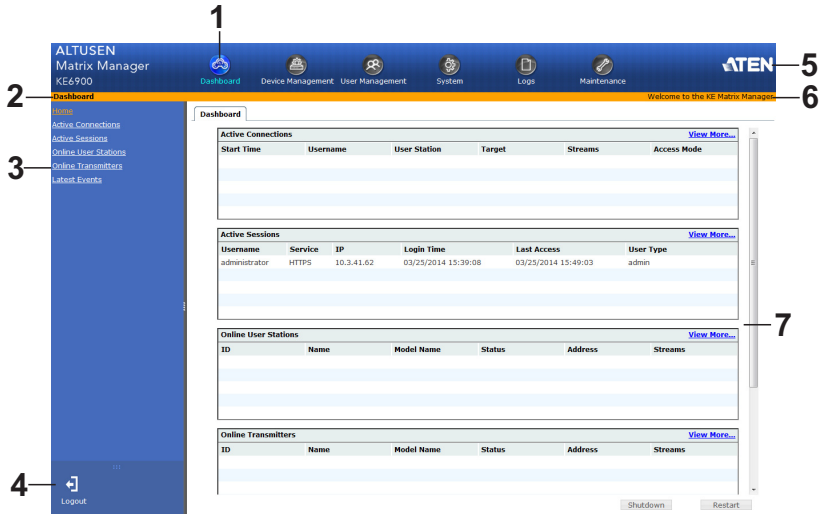 1
ALTUSEN
Matrix Manager
KE6900
Dashboard Device Management User Management System Logs Maintenance
ATEN
5
2
Dashboard Welcome to the KE Matrix Manager
6
Home
Active Connections
Active Sessions
Online User Stations
Online Transmitters
Latest Events
3
Dashboard
Active Connections View More...
Start Time Username User Station Target Streams Access Mode
Active Sessions View More...
Username Service IP Login Time Last Access User Type
administrator HTTPS 10.3.41.62 03/25/2014 15:39:08 03/25/2014 15:49:03 admin
7
Online User Stations View More...
ID Name Model Name Status Address Streams
Online Transmitters View More...
ID Name Model Name Status Address Streams
4
Logout
Shutdown Restart